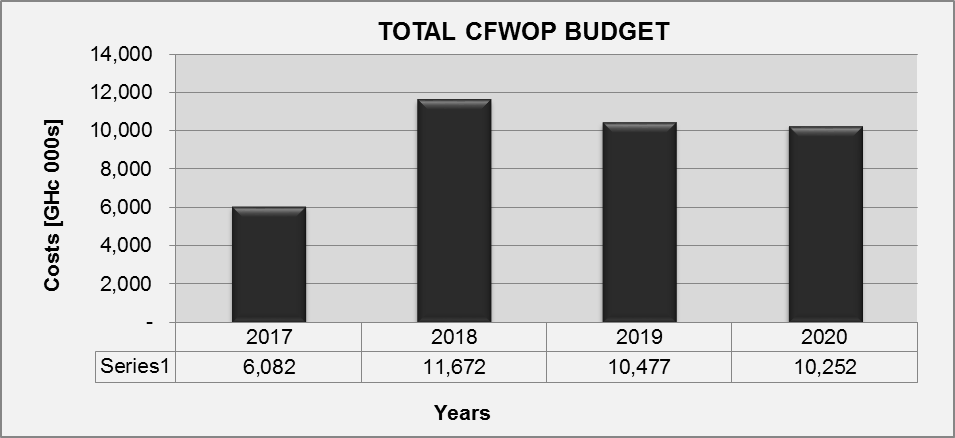 TOTAL CFWOP BUDGET
14,000
12,000
10,000
8,000
6,000
4,000
2,000
-
Costs [GHc 000s]
2017 2018 2019 2020
Series1 6,082 11,672 10,477 10,252
Years